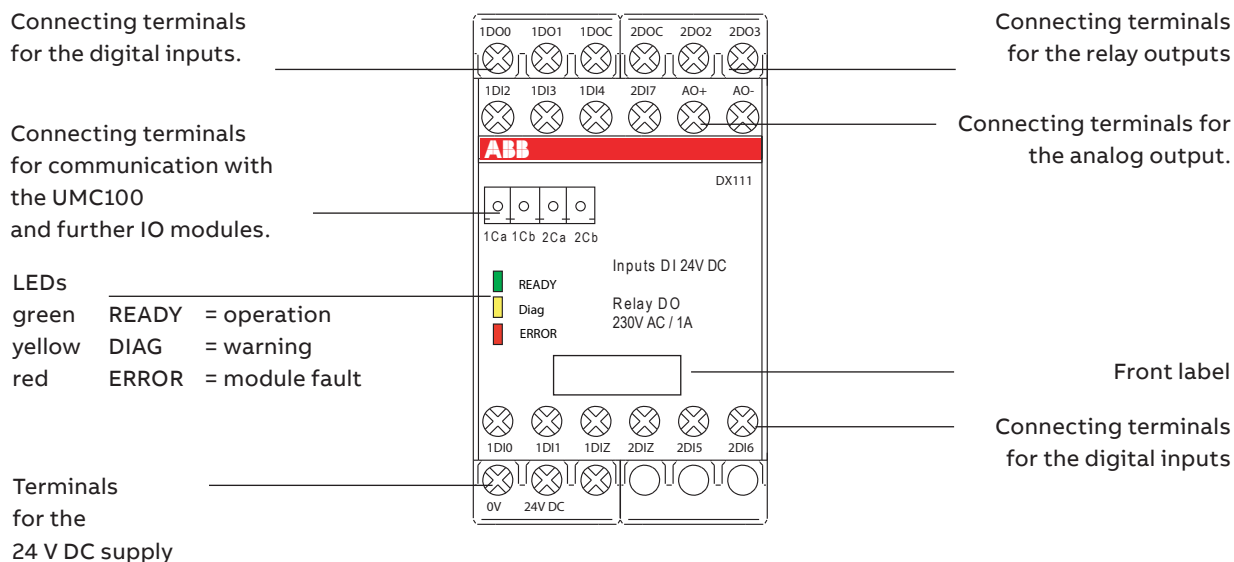 Connecting terminals
for the digital inputs.
Connecting terminals
for communication with
the UMC100
and further IO modules.
LEDs
green READY = operation
yellow DIAG = warning
red ERROR = module fault
Terminals
for the
24 V DC supply
1DO0 1DO1 1DOC 2DOC 2DO2 2DO3
1DI2 1DI3 1DI4 2DI7 AO+ AO-
ABB
DX111
1Ca 1Cb 2Ca 2Cb
Inputs DI 24V DC
READY
Diag
ERROR
Relay DO
230V AC / 1A
1DI0 1DI1 1DIZ 2DIZ 2DI5 2DI6
0V 24V DC
Connecting terminals
for the relay outputs
Connecting terminals for
the analog output.
Front label
Connecting terminals
for the digital inputs